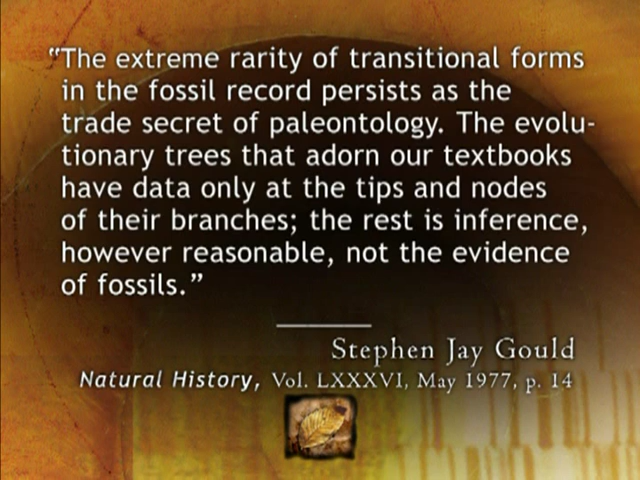 “The extreme rarity of transitional forms
in the fossil record persists as the
trade secret of paleontology. The evolu-
tionary trees that adorn our textbooks
have data only at the tips and nodes
of their branches; the rest is inference,
however reasonable, not the evidence
of fossils.”
Stephen Jay Gould
Natural History, Vol. LXXXVI, May 1977, p. 14